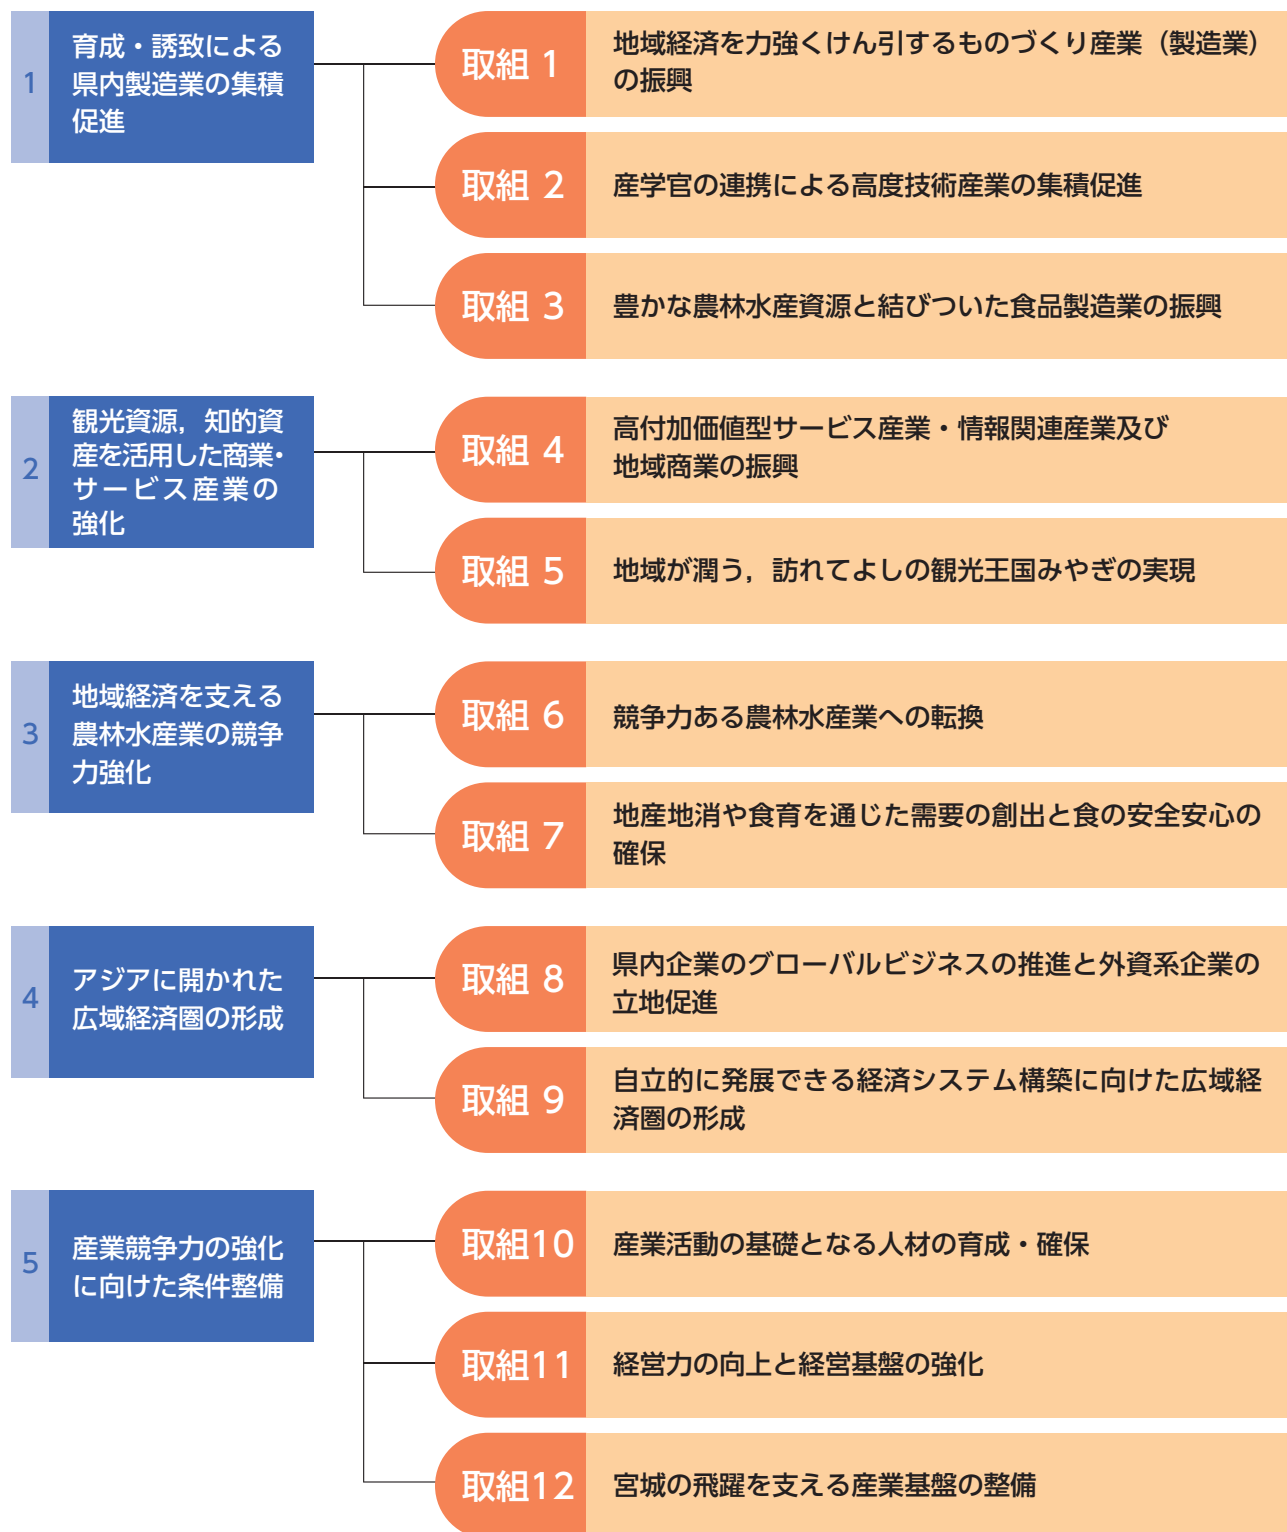 1
育成・誘致による
県内製造業の集積
促進
取組 1
地域経済を力強くけん引するものづくり産業（製造業）
の振興
取組 2
産学官の連携による高度技術産業の集積促進
取組 3
豊かな農林水産資源と結びついた食品製造業の振興
2
観光資源，知的資
産を活用した商業・
サービス産業の
強化
取組 4
高付加価値型サービス産業・情報関連産業及び
地域商業の振興
取組 5
地域が潤う，訪れてよしの観光王国みやぎの実現
3
地域経済を支える
農林水産業の競争
力強化
取組 6
競争力ある農林水産業への転換
取組 7
地産地消や食育を通じた需要の創出と食の安全安心の
確保
4
アジアに開かれた
広域経済圏の形成
取組 8
県内企業のグローバルビジネスの推進と外資系企業の
立地促進
取組 9
自立的に発展できる経済システム構築に向けた広域経
済圏の形成
5
産業競争力の強化
に向けた条件整備
取組10
産業活動の基礎となる人材の育成・確保
取組11
経営力の向上と経営基盤の強化
取組12
宮城の飛躍を支える産業基盤の整備